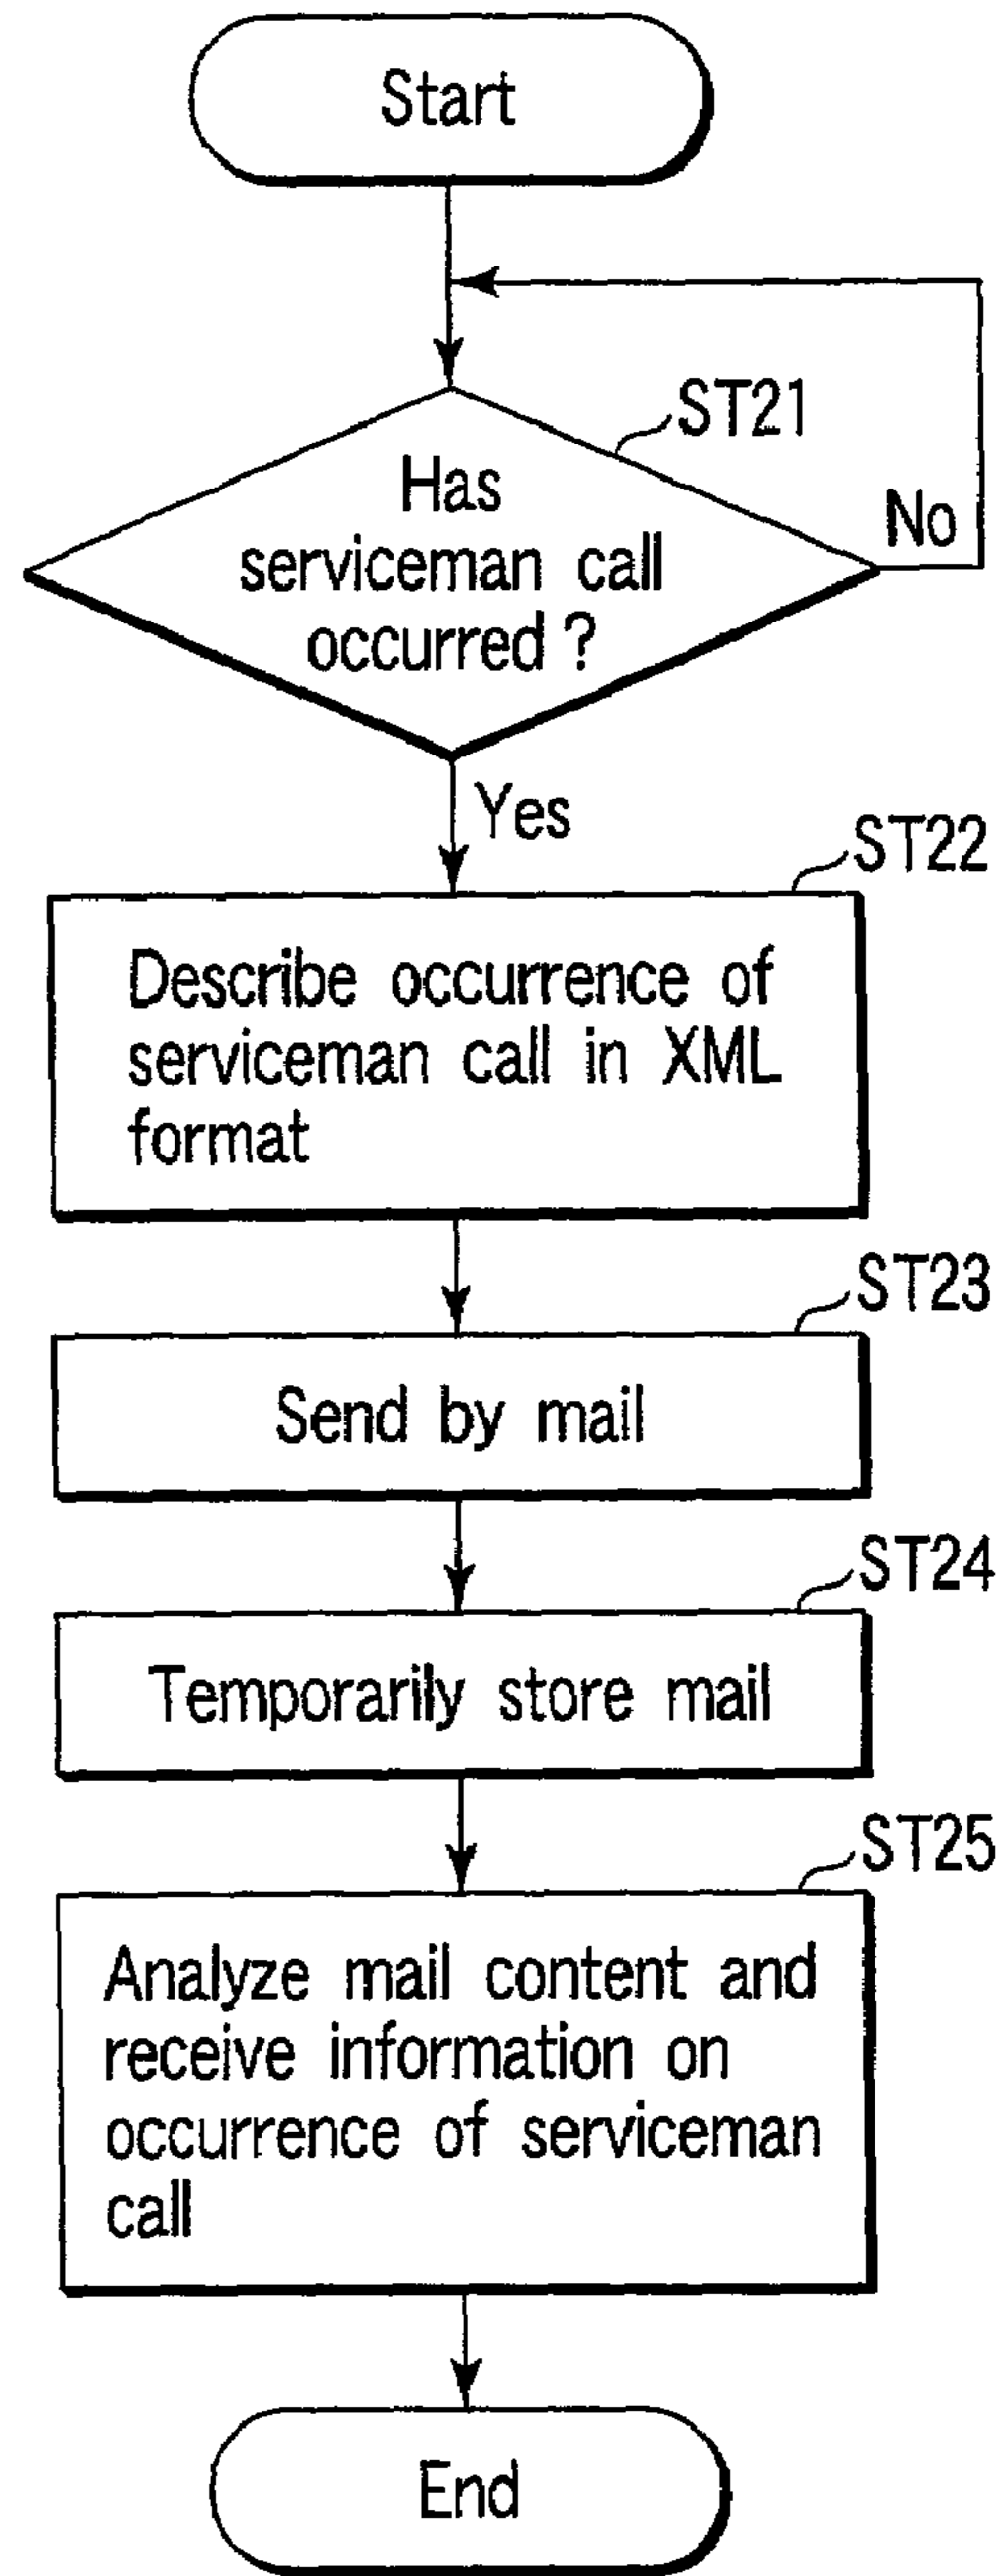 Start
ST21
Has
serviceman call
occurred ?
No
Yes
ST22
Describe occurrence of
serviceman call in XML
format
ST23
Send by mail
ST24
Temporarily store mail
ST25
Analyze mail content and
receive information on
occurrence of serviceman
call
End